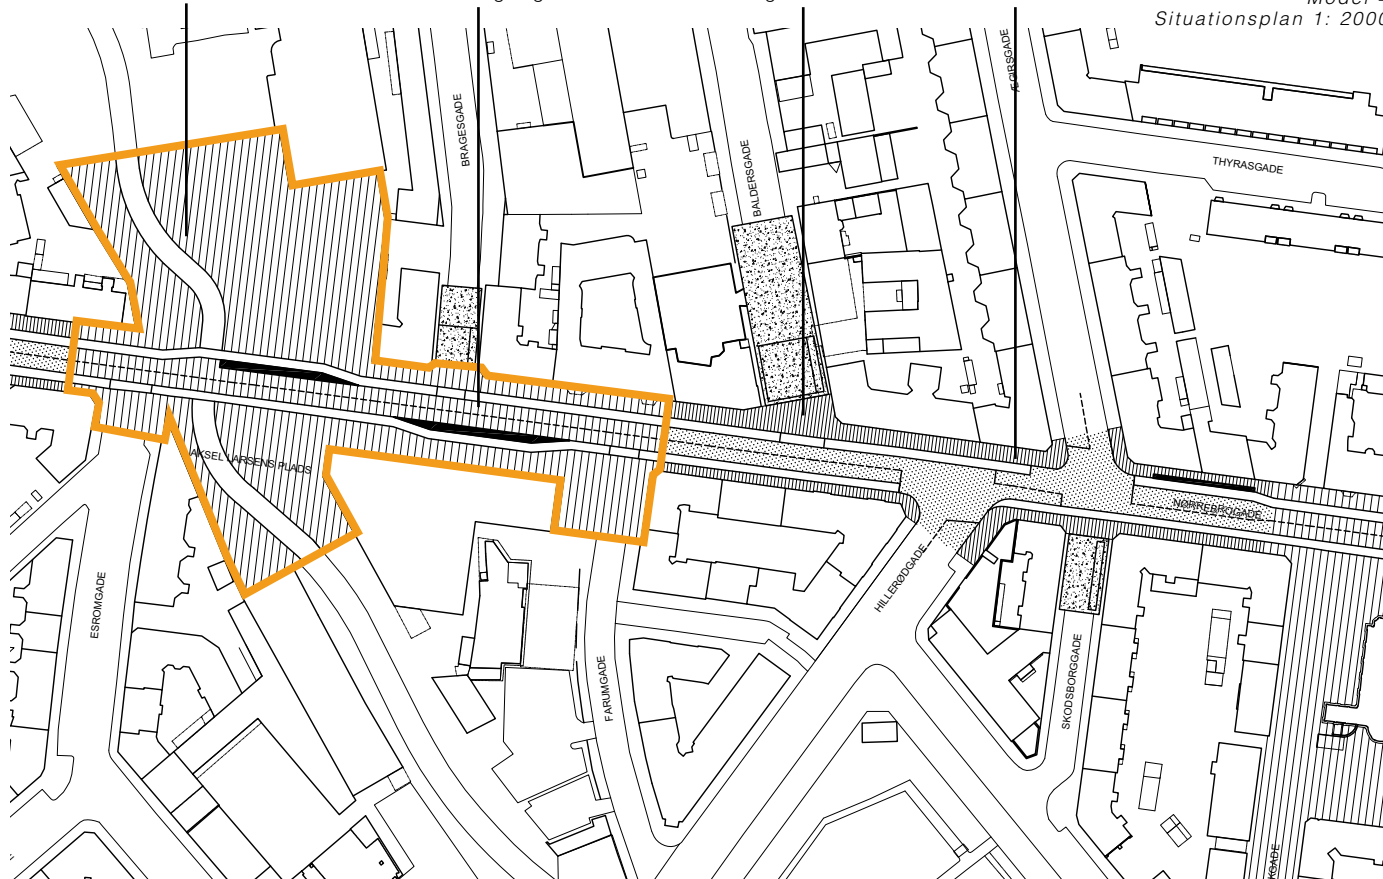 Situationsplan 1: 2000
ÆGIRSGADE
BRAGESGADE
THYRASGADE
BALDERSGADE
AKSEL LARSENS PLADS
NØRREBROGADE
HILLERØDGADE
ESROMGADE
SKODSBORGGADE
FARUMGADE